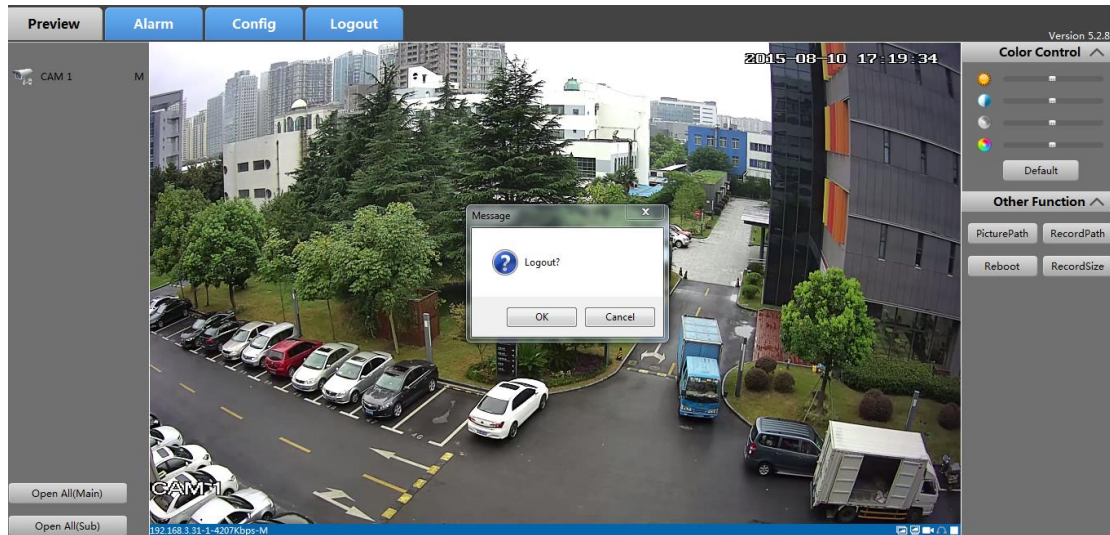 Preview Alarm Config Logout
Version 5.2.8
CAM 1 M
2015-08-10 17:19:34
Color Control
Default
Other Function
PicturePath RecordPath
Reboot RecordSize
Message X
Logout?
OK Cancel
Open All(Main)
Open All(Sub)
CAM 1
192.168.3.31-1-4207Kbps-M